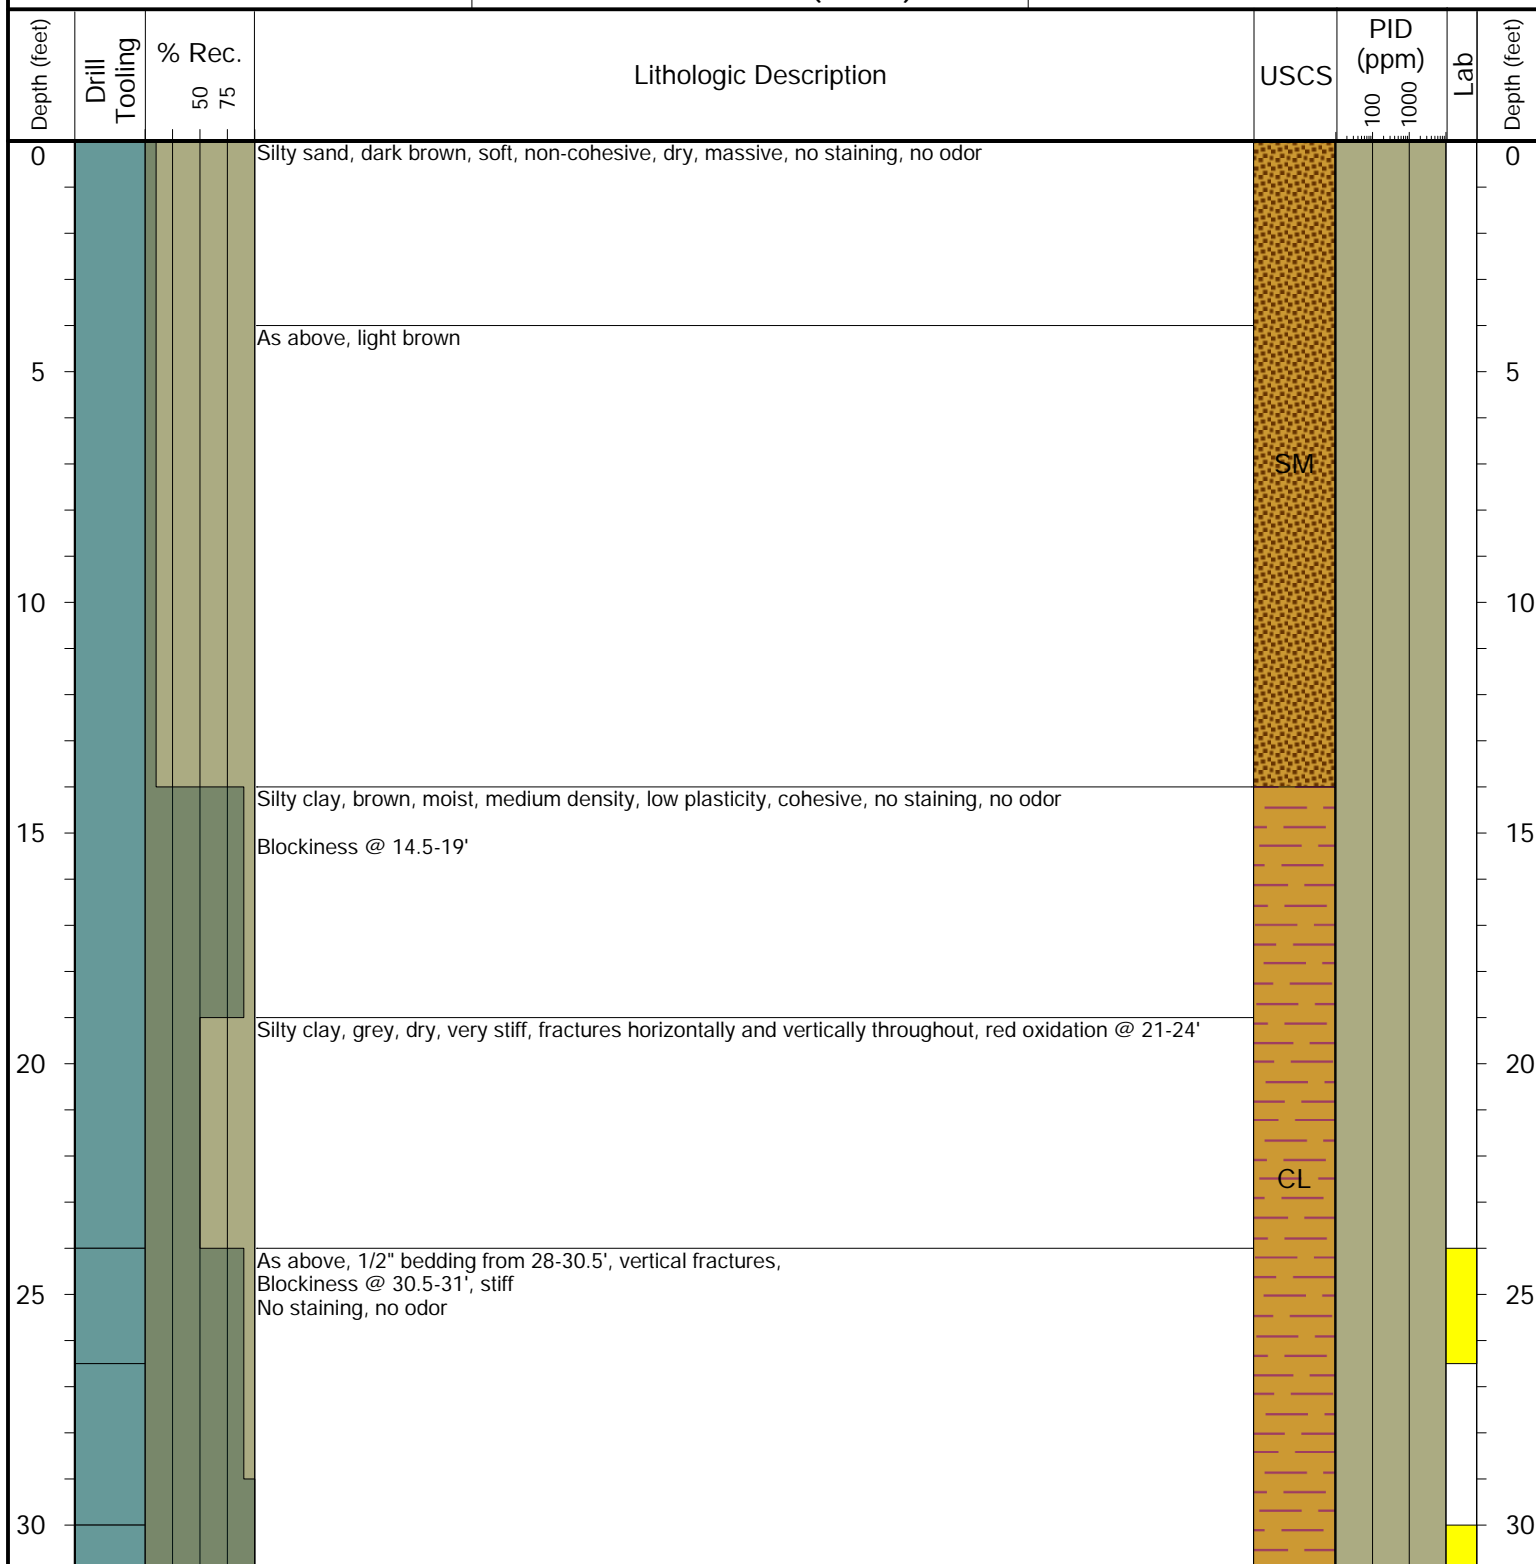 Depth (feet)
Drill
Tooling
% Rec.
50
75
Lithologic Description
USCS
PID
(ppm)
100
1000
Lab
Depth (feet)
0
Silty sand, dark brown, soft, non-cohesive, dry, massive, no staining, no odor
0
As above, light brown
5
5
SM
10
10
Silty clay, brown, moist, medium density, low plasticity, cohesive, no staining, no odor
15
Blockiness @ 14.5-19'
15
Silty clay, grey, dry, very stiff, fractures horizontally and vertically throughout, red oxidation @ 21-24'
20
20
CL
As above, 1/2" bedding from 28-30.5', vertical fractures,
Blockiness @ 30.5-31', stiff
25
25
No staining, no odor
30
30